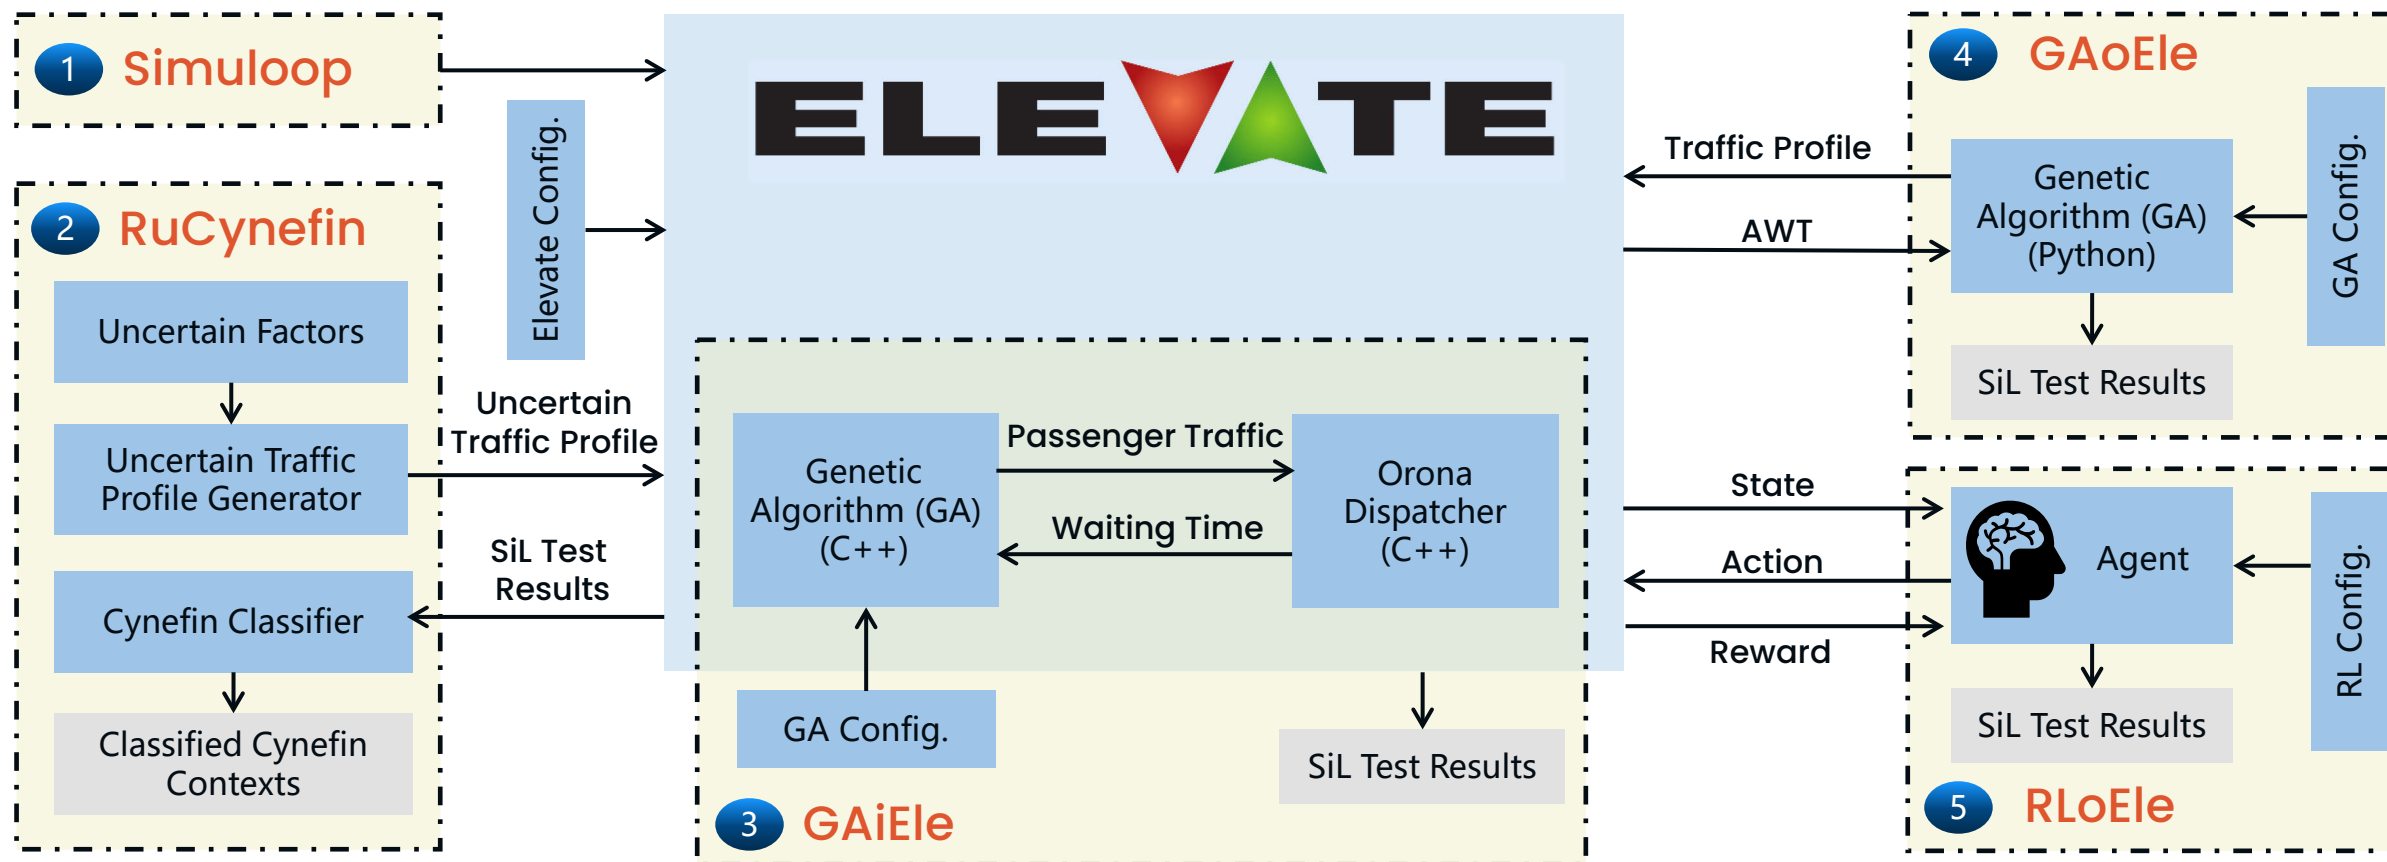 1 Simuloop
2 RuCynefin
Uncertain Factors
Uncertain Traffic
Profile Generator
Cynefin Classifier
Classified Cynefin
Contexts
Elevate Config.
Uncertain
Traffic Profile
SiL Test
Results
ELEVATE
Genetic
Algorithm (GA)
(C++)
Passenger Traffic
Waiting Time
Orona
Dispatcher
(C++)
GA Config.
SiL Test Results
3 GAiEle
4 GAoEle
Traffic Profile
AWT
Genetic
Algorithm (GA)
(Python)
GA Config.
SiL Test Results
State
Action
Reward
Agent
RL Config.
SiL Test Results
5 RLoEle